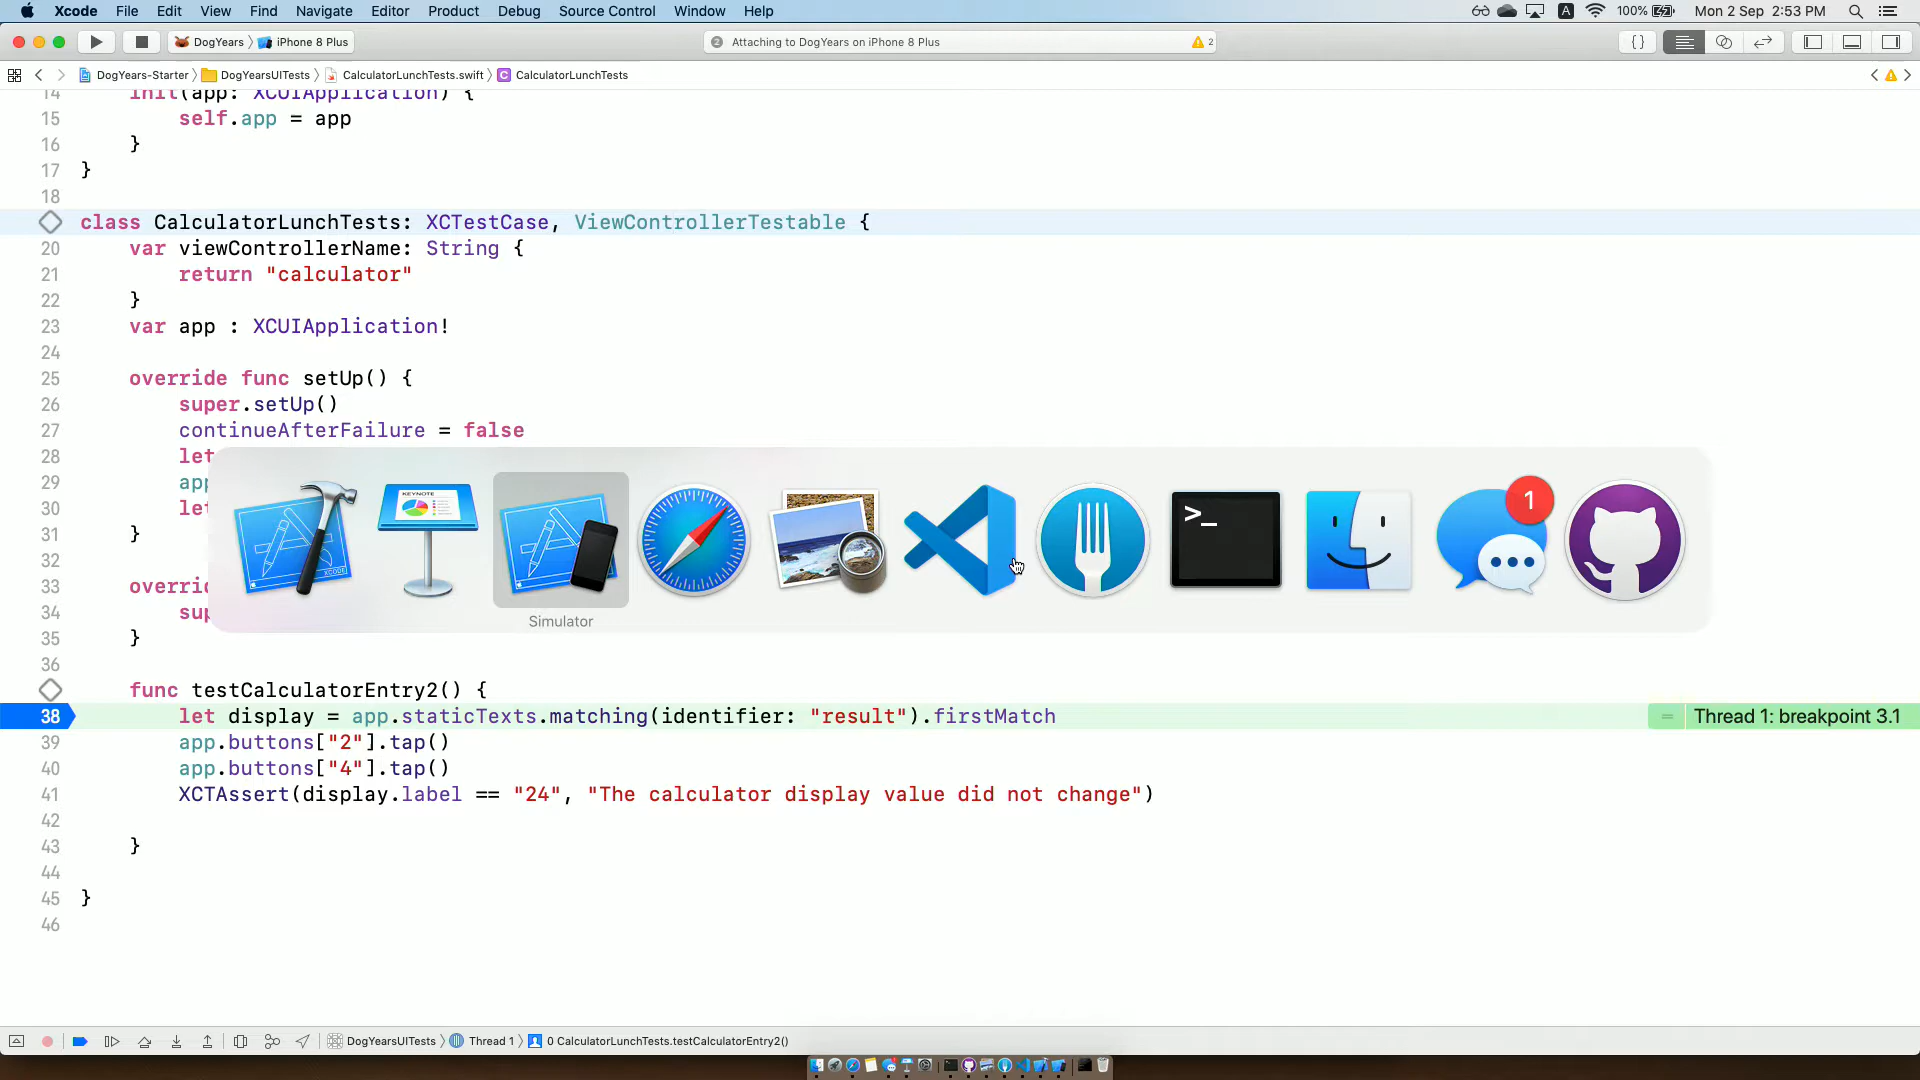 Xcode File Edit View Find Navigate Editor Product Debug Source Control Window Help A 100% Mon 2 Sep 2:53 PM
DogYears iPhone 8 Plus 2 Attaching to DogYears on iPhone 8 Plus 2 {}
DogYears-Starter DogYearsUITests CalculatorLunchTests.swift C CalculatorLunchTests
14 init(app: XCUIApplication) {
15 self.app = app
16 }
17 }
18
class CalculatorLunchTests: XCTestCase, ViewControllerTestable {
20 var viewControllerName: String {
21 return "calculator"
22 }
23 var app : XCUIApplication!
24
25 override func setUp() {
26 super.setUp()
27 continueAfterFailure = false
28 let
29 app
30 let
31 }
32
33 overri
34 sup
35 }
KEYNOTE
XCODE
>_
1
Simulator
36
func testCalculatorEntry2() {
38 let display = app.staticTexts.matching(identifier: "result").firstMatch = Thread 1: breakpoint 3.1
39 app.buttons["2"].tap()
40 app.buttons["4"].tap()
41 XCTAssert(display.label == "24", "The calculator display value did not change")
42
43 }
44
45 }
46
DogYearsUITests Thread 1 0 CalculatorLunchTests.testCalculatorEntry2()